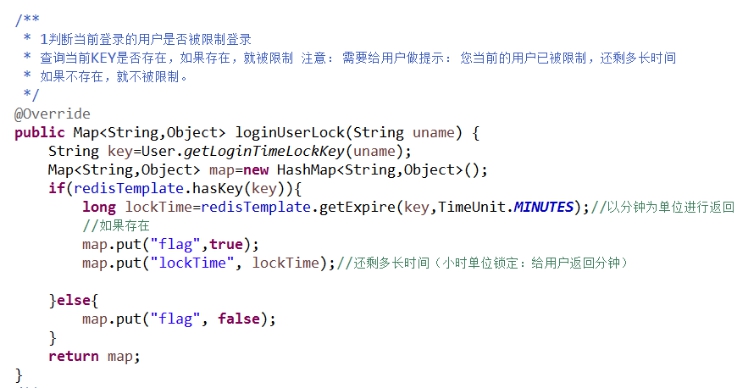 /**
 * 1判断当前登录的用户是否被限制登录
 * 查询当前KEY是否存在，如果存在，就被限制 注意：需要给用户做提示：您当前的用户已被限制，还剩多长时间
 * 如果不存在，就不被限制。
 */
@Override
public Map<String,Object> loginUserLock(String uname) {
    String key=User.getLoginTimeLockKey(uname);
    Map<String,Object> map=new HashMap<String,Object>();
    if(redisTemplate.hasKey(key)){
        long lockTime=redisTemplate.getExpire(key,TimeUnit.MINUTES);//以分钟为单位进行返回
        //如果存在
        map.put("flag",true);
        map.put("lockTime", lockTime);//还剩多长时间（小时单位锁定：给用户返回分钟）
    }else{
        map.put("flag", false);
    }
    return map;
}